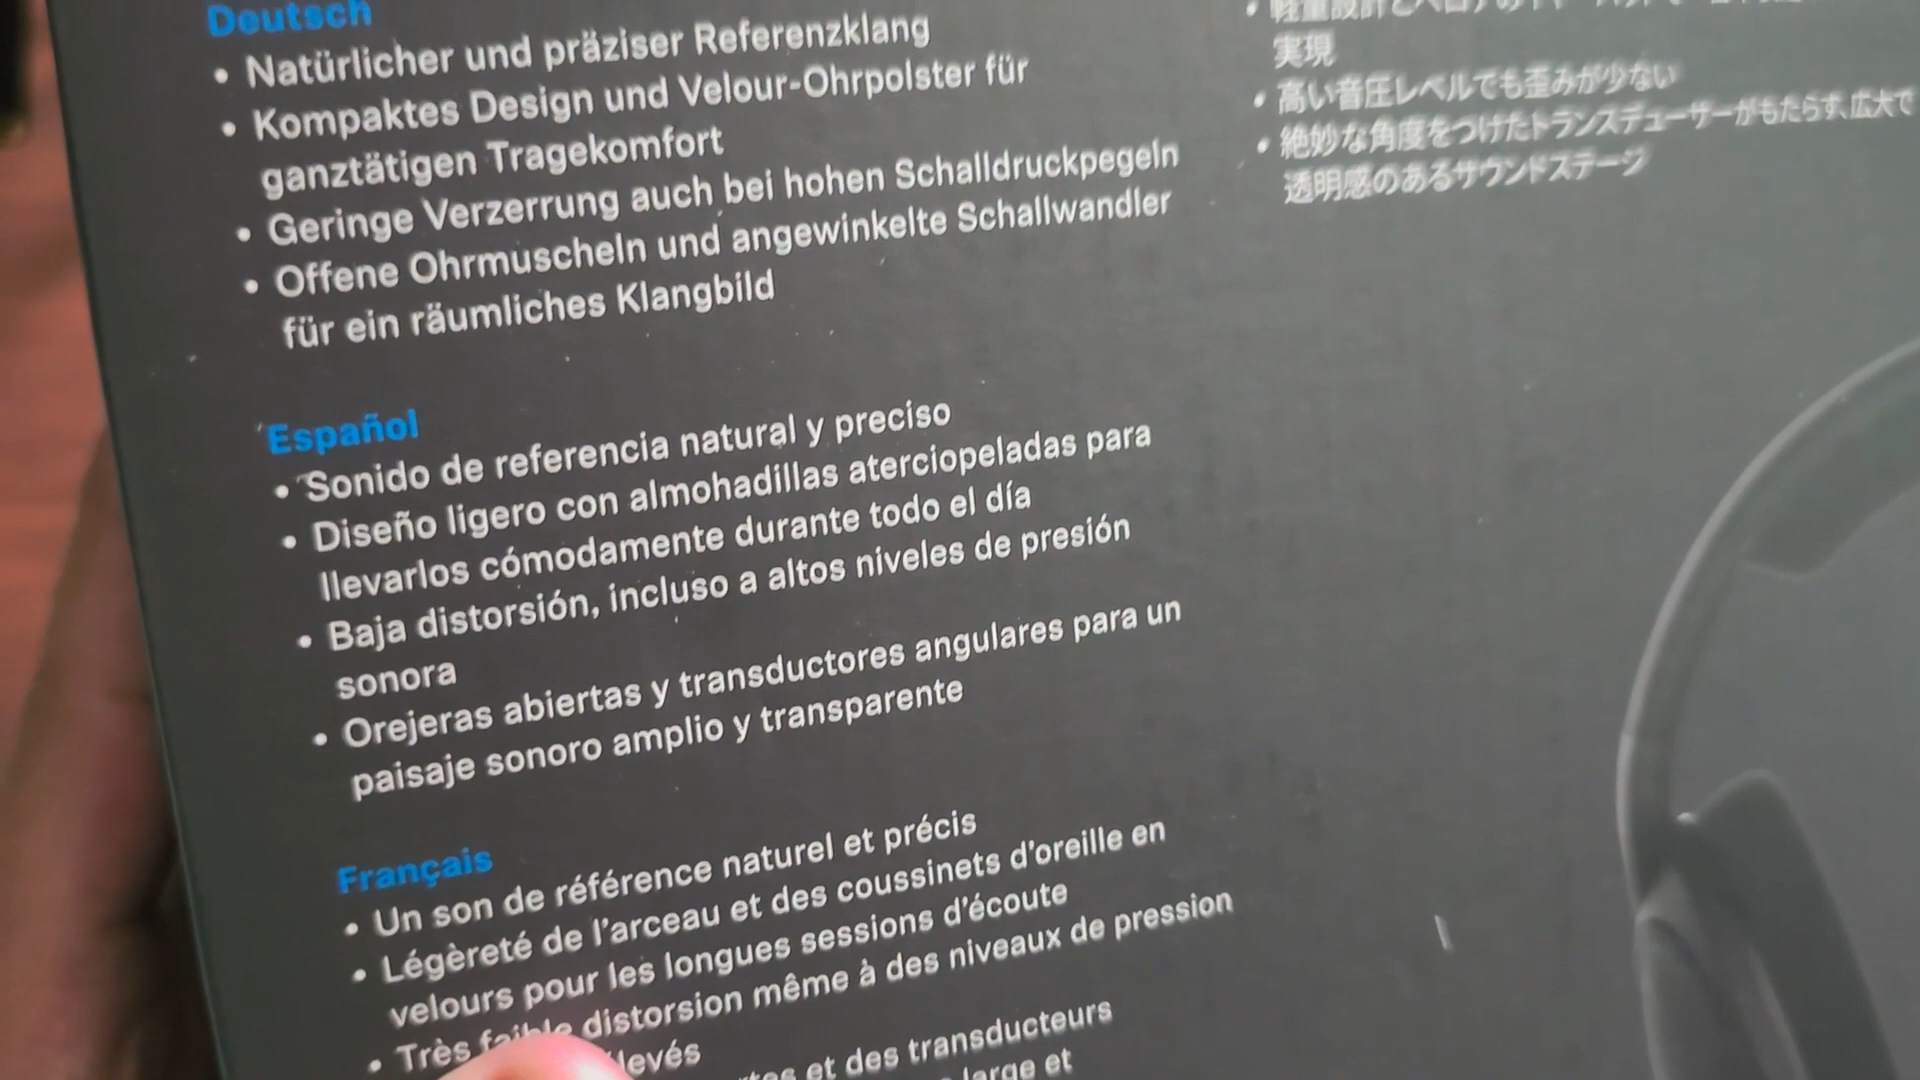 Deutsch
• Natürlicher und präziser Referenzklang
• Kompaktes Design und Velour-Ohrpolster für
ganztätigen Tragekomfort
• Geringe Verzerrung auch bei hohen Schalldruckpegeln
• Offene Ohrmuscheln und angewinkelte Schallwandler
für ein räumliches Klangbild
Español
• Sonido de referencia natural y preciso
• Diseño ligero con almohadillas aterciopeladas para
llevarlos cómodamente durante todo el día
• Baja distorsión, incluso a altos niveles de presión
sonora
• Orejeras abiertas y transductores angulares para un
paisaje sonoro amplio y transparente
Français
• Un son de référence naturel et précis
• Légèreté de l'arceau et des coussinets d'oreille en
velours pour les longues sessions d'écoute
• Très faible distorsion même à des niveaux de pression
et des transducteurs
large et
実現
• 高い音圧レベルでも歪みが少ない
• 絶妙な角度をつけたトランスデューサーがもたらす、広大で
透明感のあるサウンドステージ